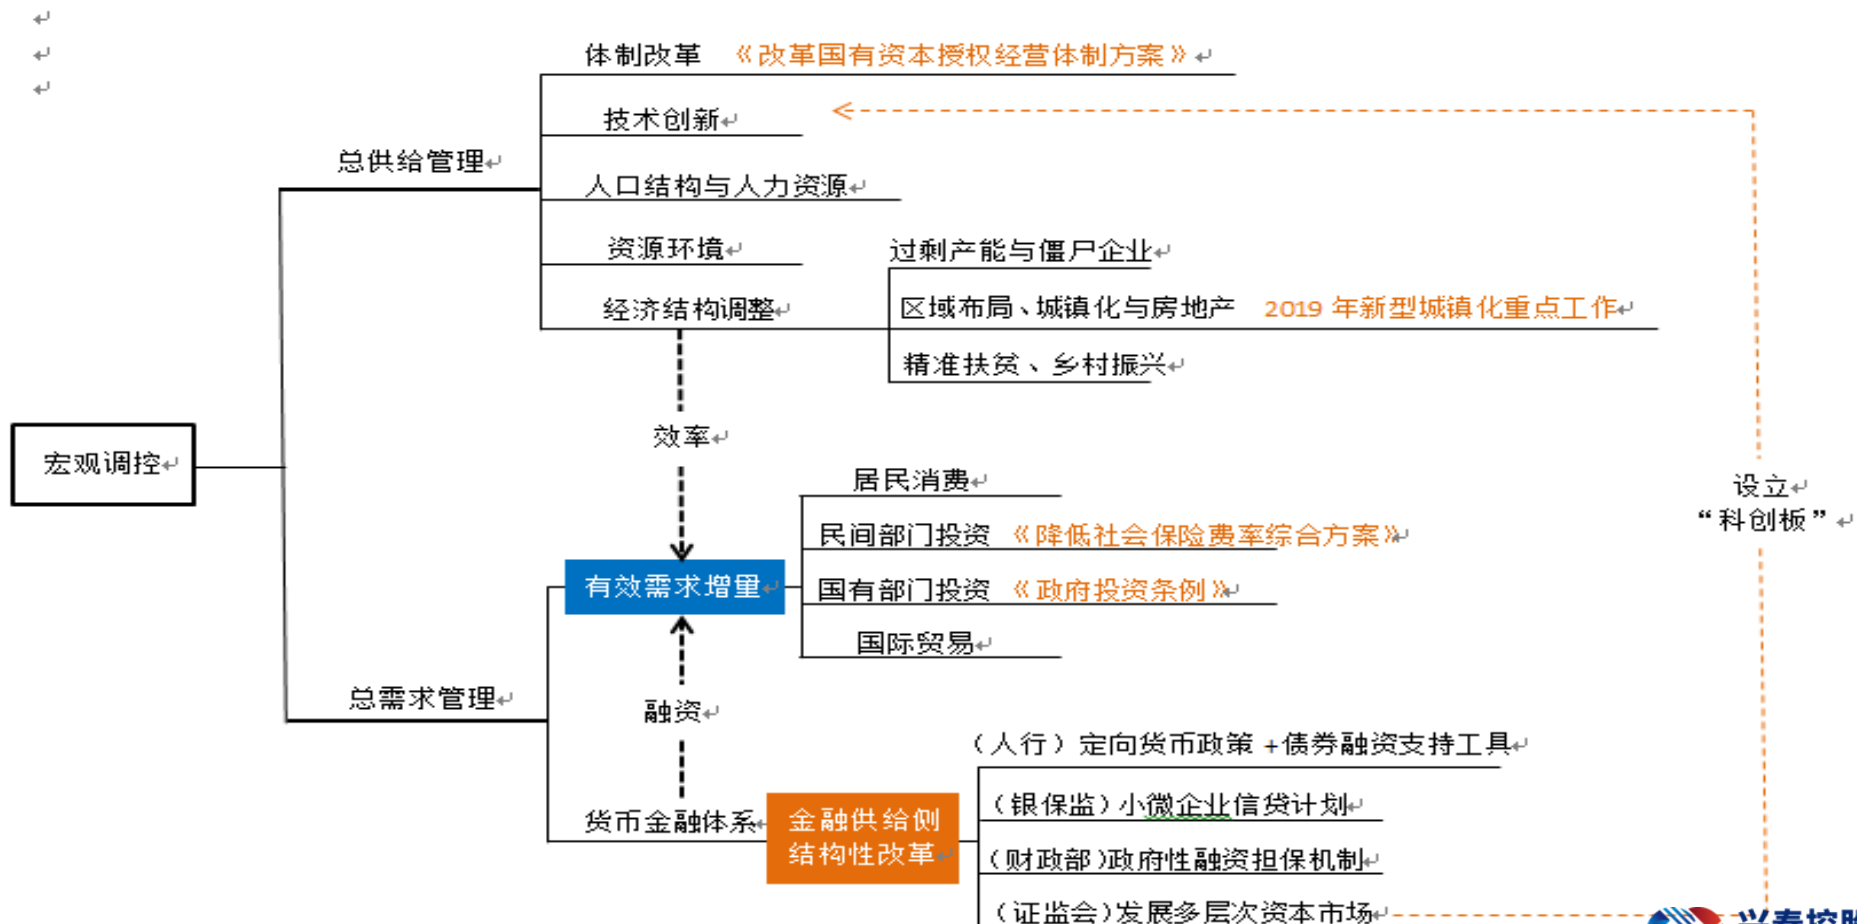 体制改革 《改革国有资本授权经营体制方案》
技术创新
总供给管理
人口结构与人力资源
资源环境
过剩产能与僵尸企业
经济结构调整
区域布局、城镇化与房地产 2019 年新型城镇化重点工作
精准扶贫、乡村振兴
效率
宏观调控
居民消费
设立
“科创板”
民间部门投资 《降低社会保险费率综合方案》
有效需求增量
国有部门投资 《政府投资条例》
国际贸易
总需求管理
融资
（人行）定向货币政策 +债券融资支持工具
（银保监）小微企业信贷计划
货币金融体系
金融供给侧
结构性改革
（财政部）政府性融资担保机制
（证监会）发展多层次资本市场
兴泰控股